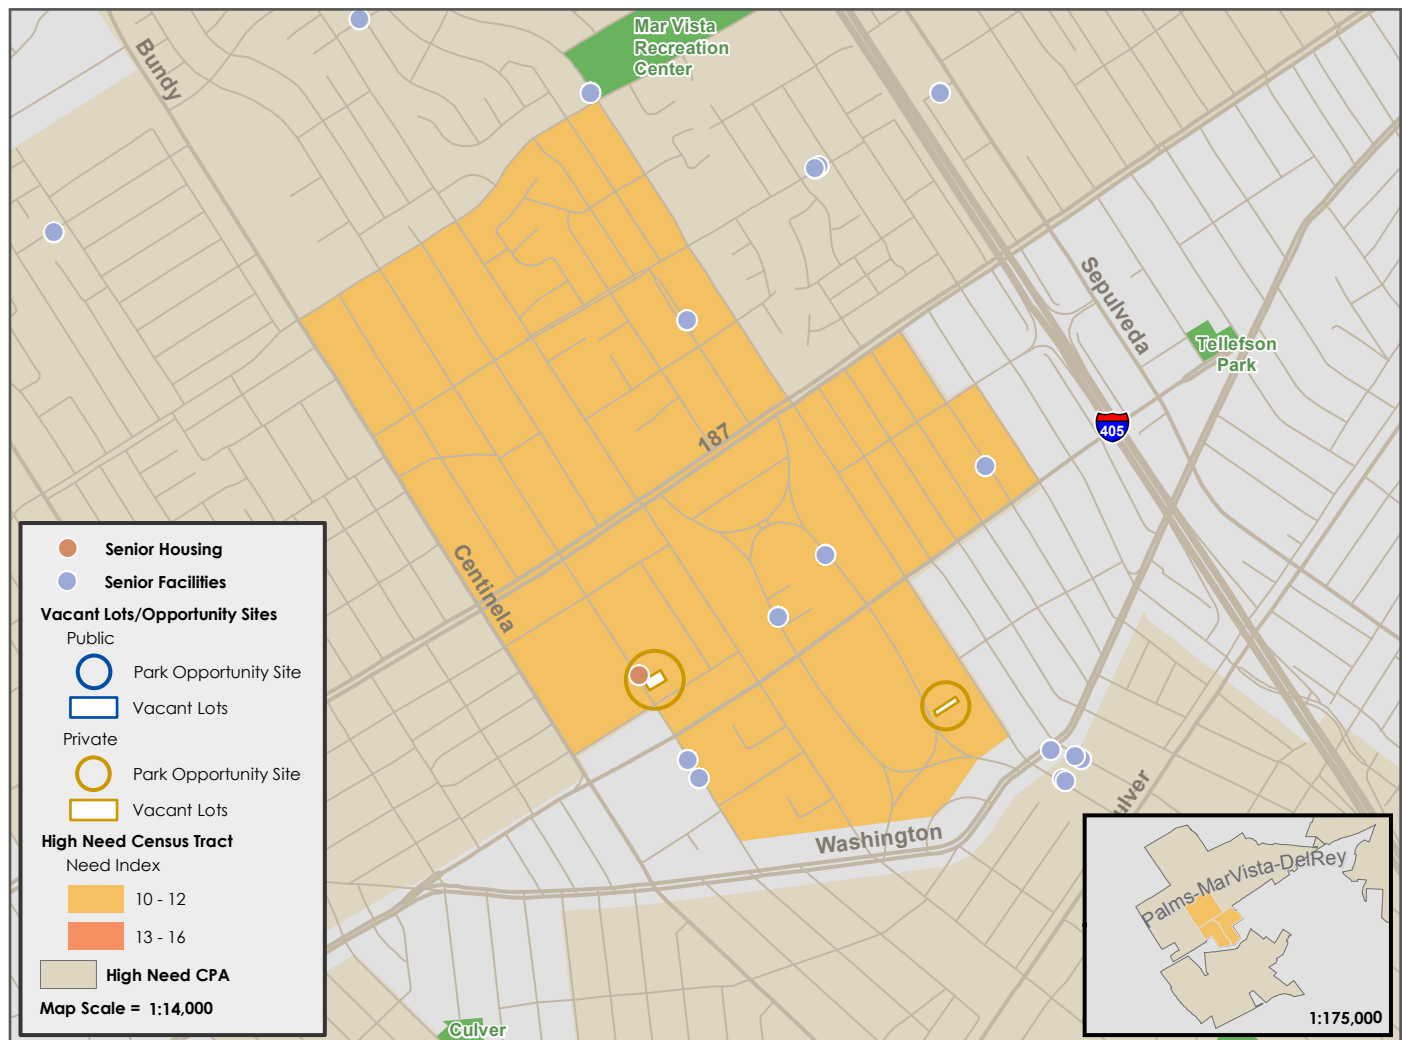 Mar Vista
Recreation
Center
Bundy
Sepulveda
Tellefson
Park
405
187
Centinela
Washington
ulver
Culver
Senior Housing
Senior Facilities
Vacant Lots/Opportunity Sites
Public
Park Opportunity Site
Vacant Lots
Private
Park Opportunity Site
Vacant Lots
High Need Census Tract
Need Index
10 - 12
13 - 16
High Need CPA
Map Scale = 1:14,000
Palms-MarVista-DelRey
1:175,000